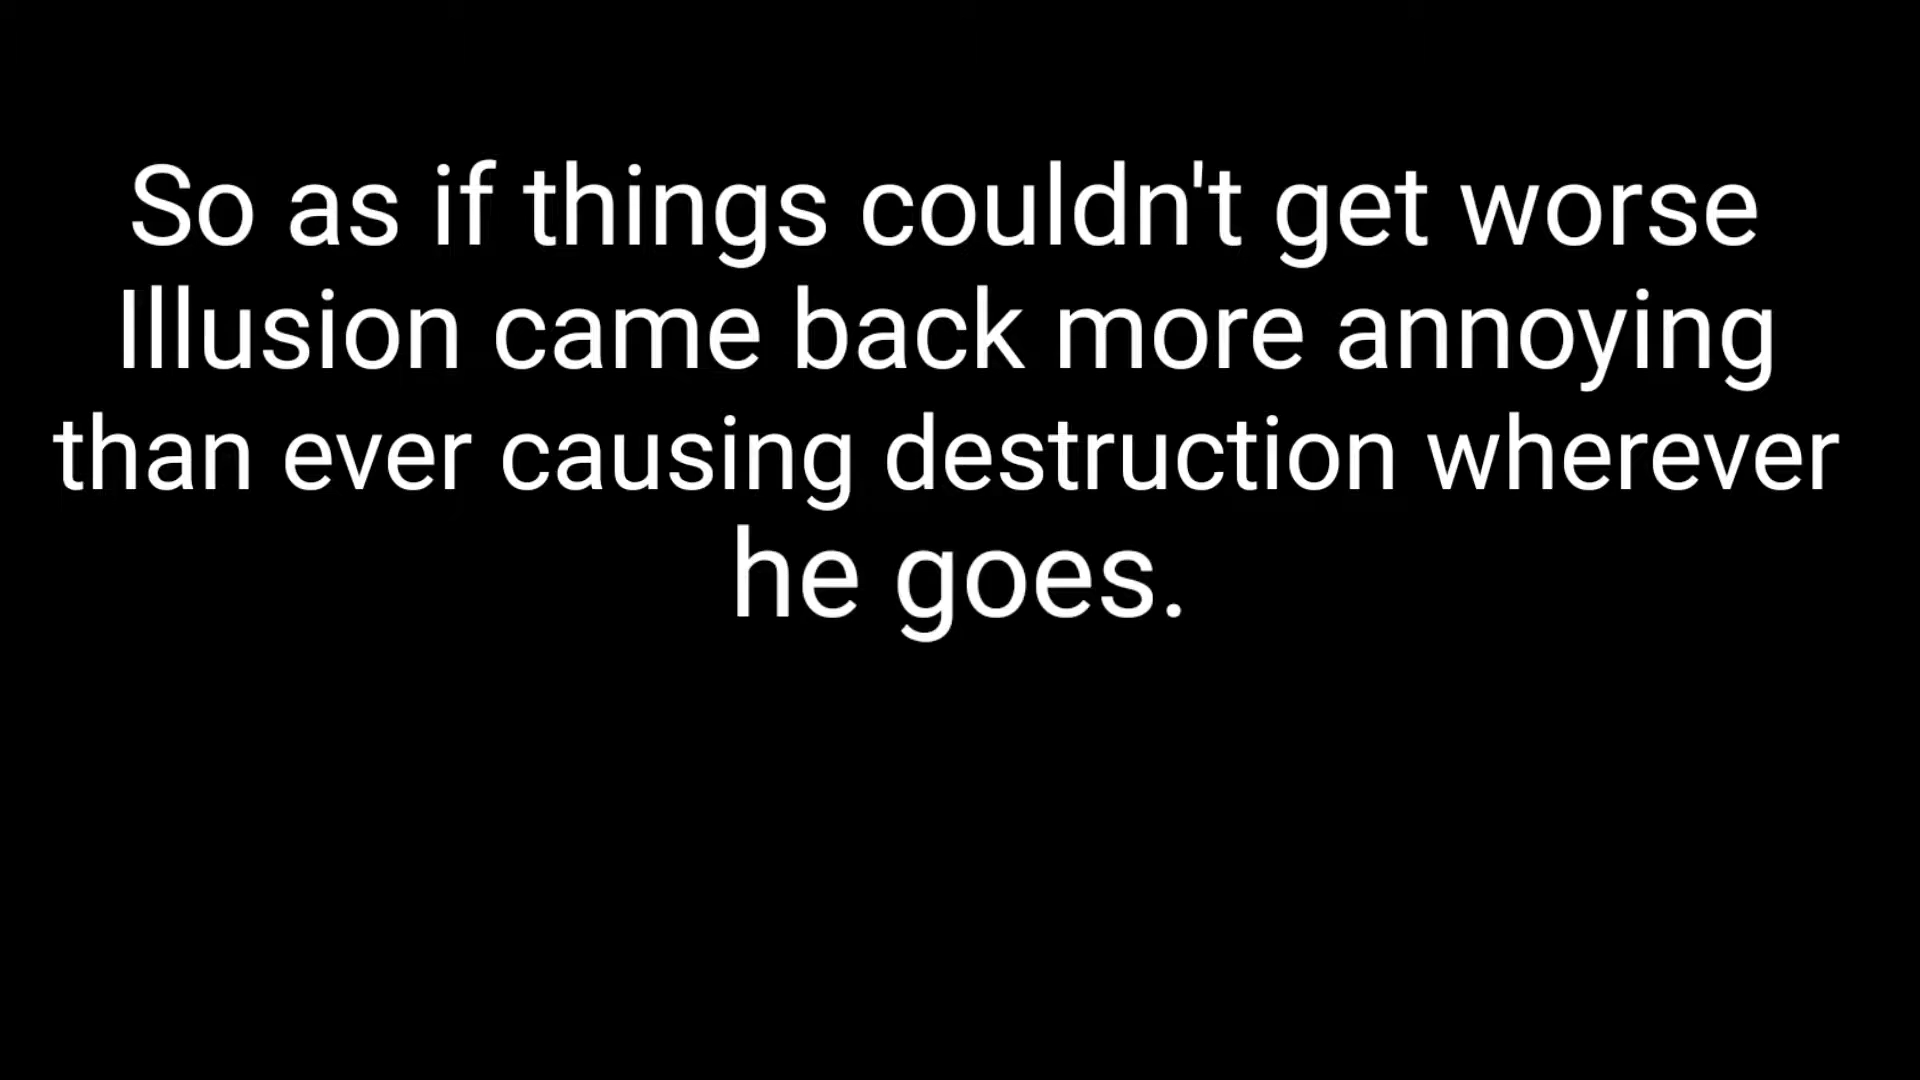 So as if things couldn't get worse
Illusion came back more annoying
than ever causing destruction wherever
he goes.